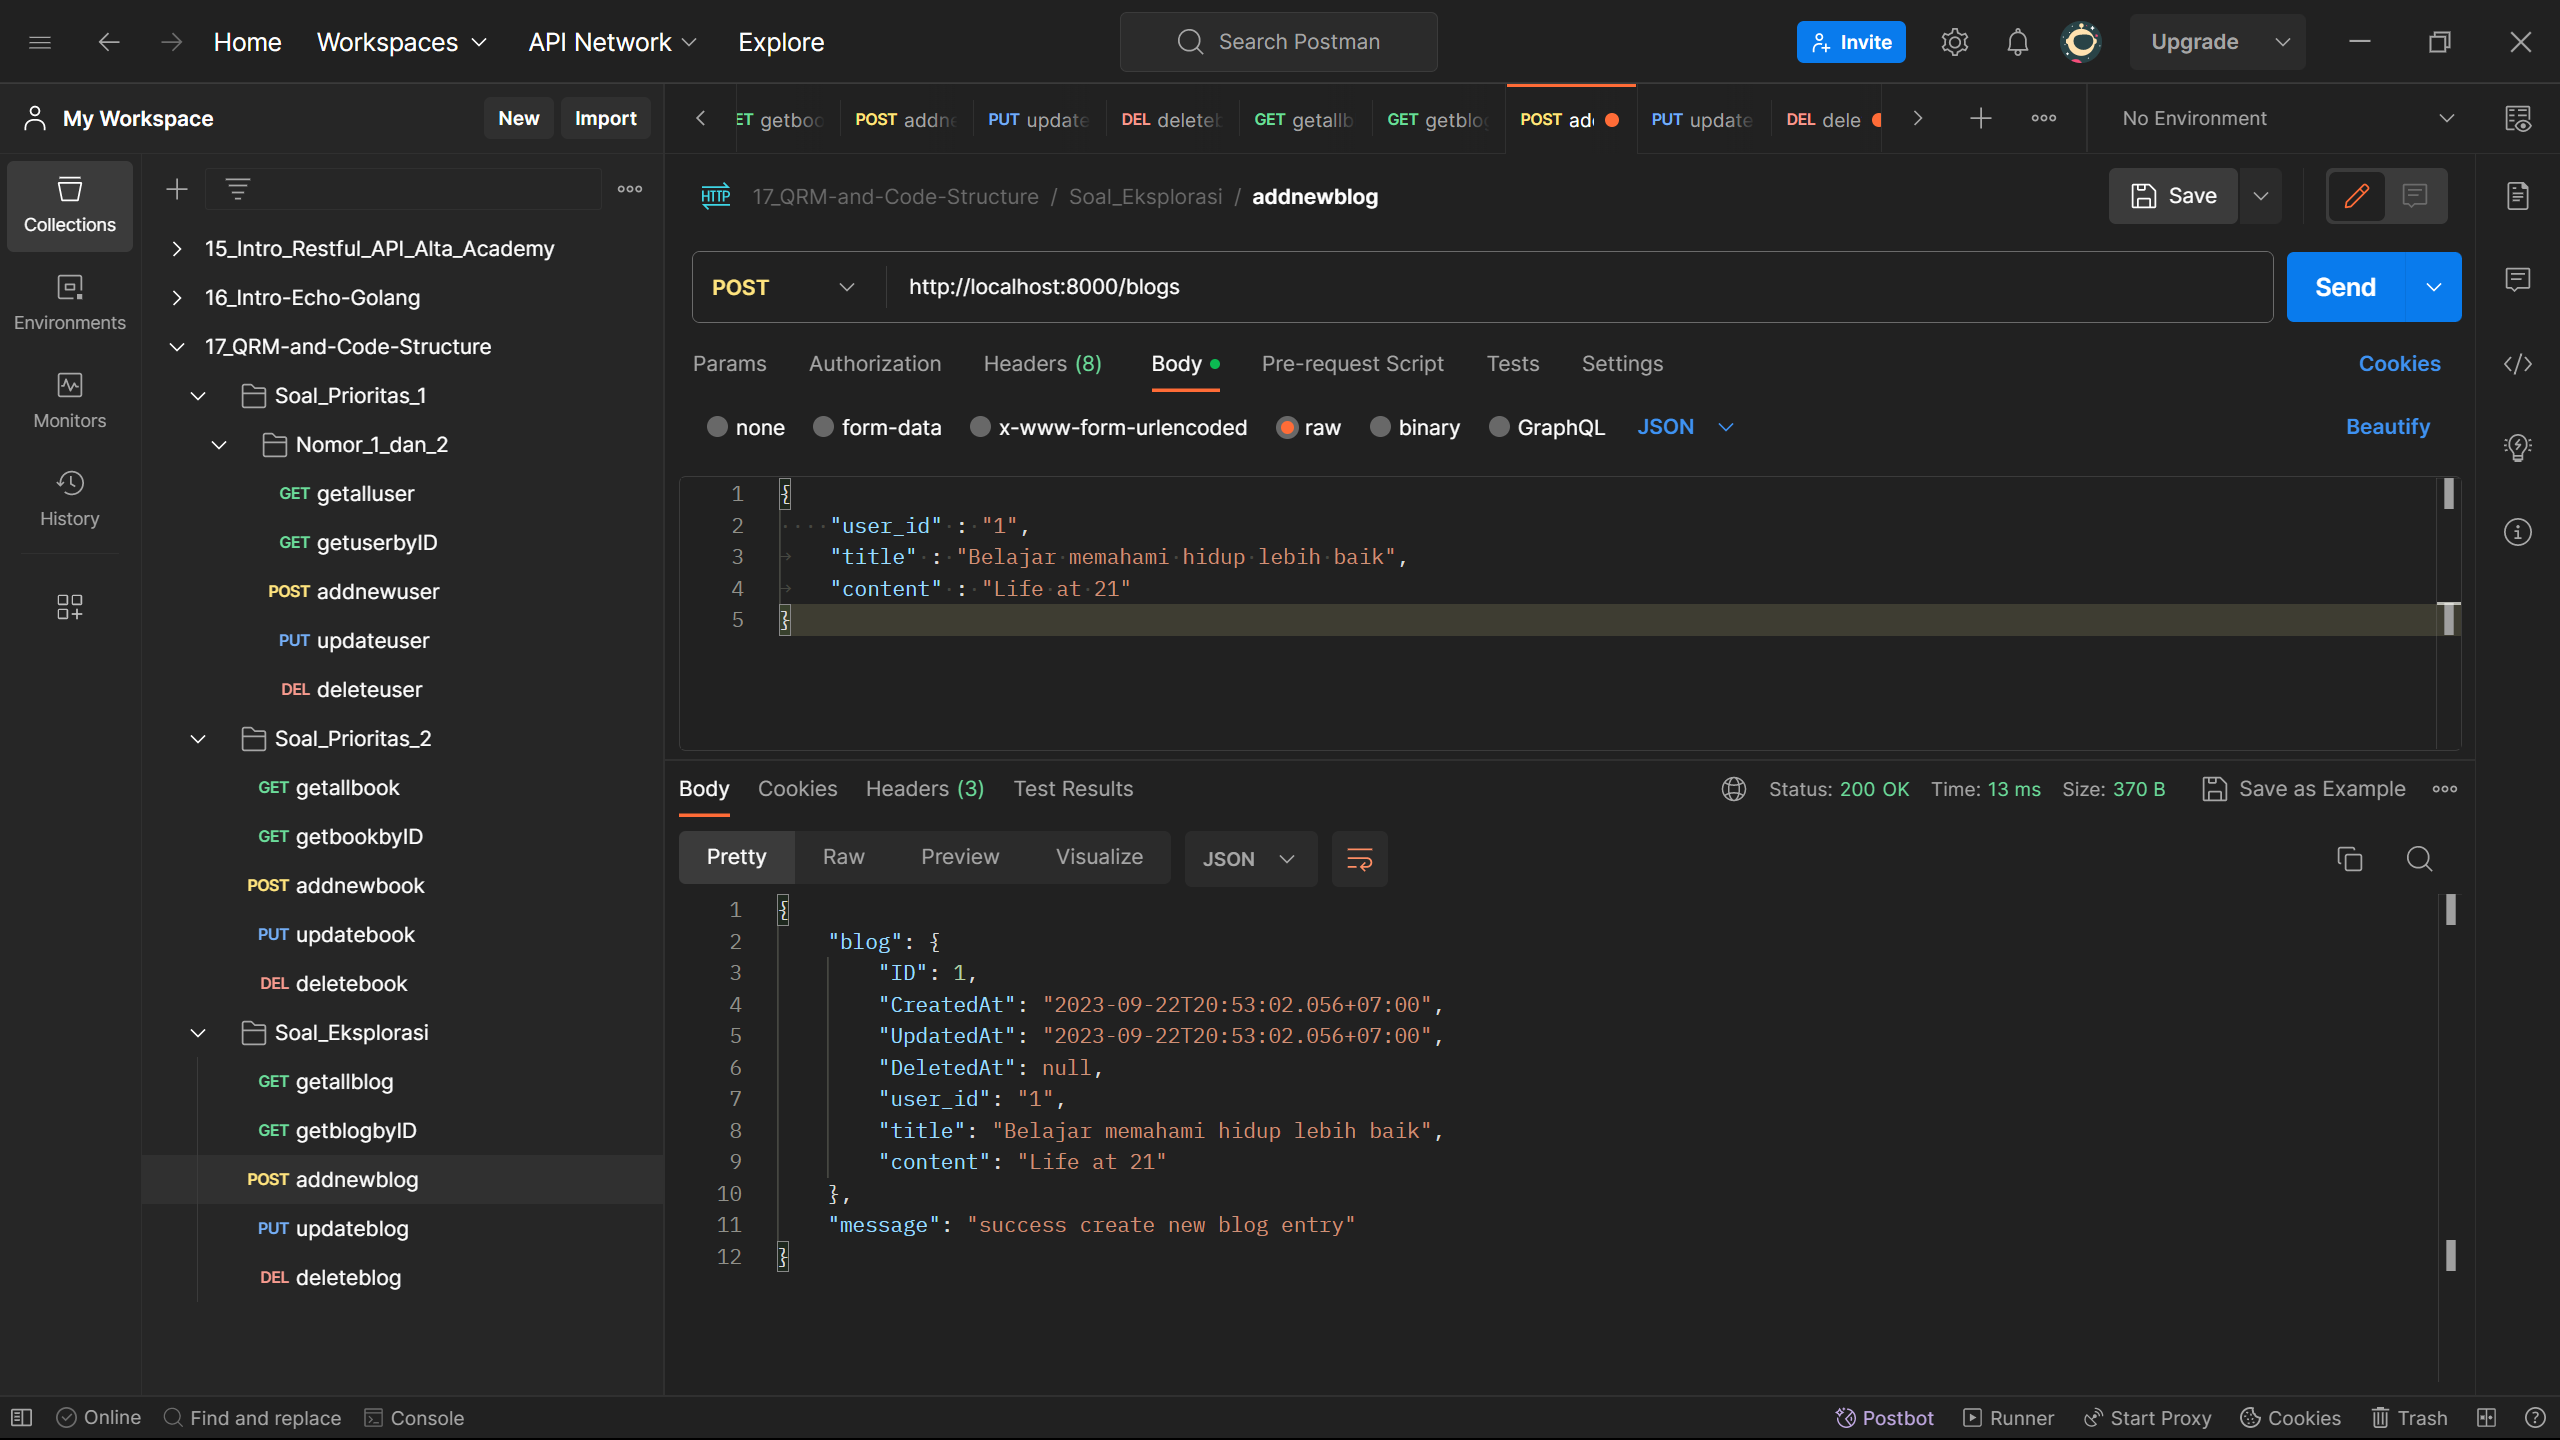 Home Workspaces API Network Explore Search Postman Invite Upgrade
My Workspace New Import
POST PUT DEL GET GET POST PUT DEL No Environment
Collections
Environments
Monitors
History
15_Intro_Restful_API_Alta_Academy
16_Intro-Echo-Golang
17_QRM-and-Code-Structure
Soal_Prioritas_1
Nomor_1_dan_2
GET getalluser
GET getuserbyID
POST addnewuser
PUT updateuser
DEL deleteuser
Soal_Prioritas_2
GET getallbook
GET getbookbyID
POST addnewbook
PUT updatebook
DEL deletebook
Soal_Eksplorasi
GET getallblog
GET getblogbyID
POST addnewblog
PUT updateblog
DEL deleteblog
HTTP 17_QRM-and-Code-Structure / Soal_Eksplorasi / addnewblog Save
POST http://localhost:8000/blogs Send
Params Authorization Headers (8) Body Pre-request Script Tests Settings Cookies
none form-data x-www-form-urlencoded raw binary GraphQL JSON Beautify
1 {
2 "user_id" : "1",
3 "title" : "Belajar memahami hidup lebih baik",
4 "content" : "Life at 21"
5 }
Body Cookies Headers (3) Test Results Status: 200 OK Time: 13 ms Size: 370 B Save as Example
Pretty Raw Preview Visualize JSON
1 {
2 "blog": {
3 "ID": 1,
4 "CreatedAt": "2023-09-22T20:53:02.056+07:00",
5 "UpdatedAt": "2023-09-22T20:53:02.056+07:00",
6 "DeletedAt": null,
7 "user_id": "1",
8 "title": "Belajar memahami hidup lebih baik",
9 "content": "Life at 21"
10 },
11 "message": "success create new blog entry"
12 }
Online Find and replace Console Postbot Runner Start Proxy Cookies Trash